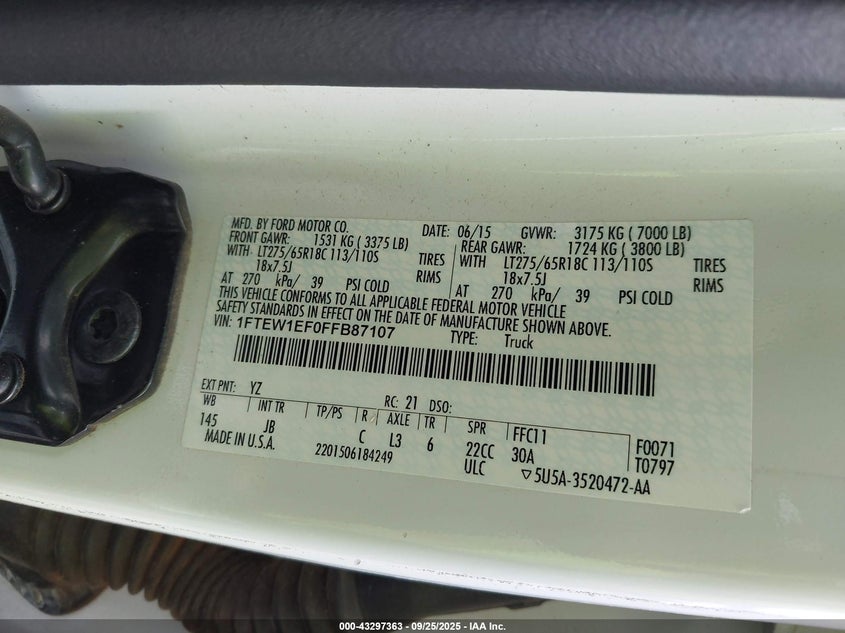 MFD. BY FORD MOTOR CO. DATE: 06/15 GVWR: 3175 KG ( 7000 LB)
FRONT GAWR: 1531 KG ( 3375 LB) REAR GAWR: 1724 KG ( 3800 LB)
WITH LT275/65R18C 113/110S TIRES WITH LT275/65R18C 113/110S TIRES
18x7.5J RIMS 18x7.5J RIMS
AT 270 kPa/ 39 PSI COLD AT 270 kPa/ 39 PSI COLD
THIS VEHICLE CONFORMS TO ALL APPLICABLE FEDERAL MOTOR VEHICLE
SAFETY STANDARDS IN EFFECT ON THE DATE OF MANUFACTURE SHOWN ABOVE.
VIN: 1FTEW1EF0FFB87107 TYPE: Truck
EXT PNT: YZ RC: 21 DSO:
WB INT TR TP/PS R AXLE TR SPR FFC11 F0071
145 JB C L3 6 22CC 30A T0797
MADE IN U.S.A. 2201506184249 ULC ▽5U5A-3520472-AA
000-43297363 - 09/25/2025 - IAA Inc.